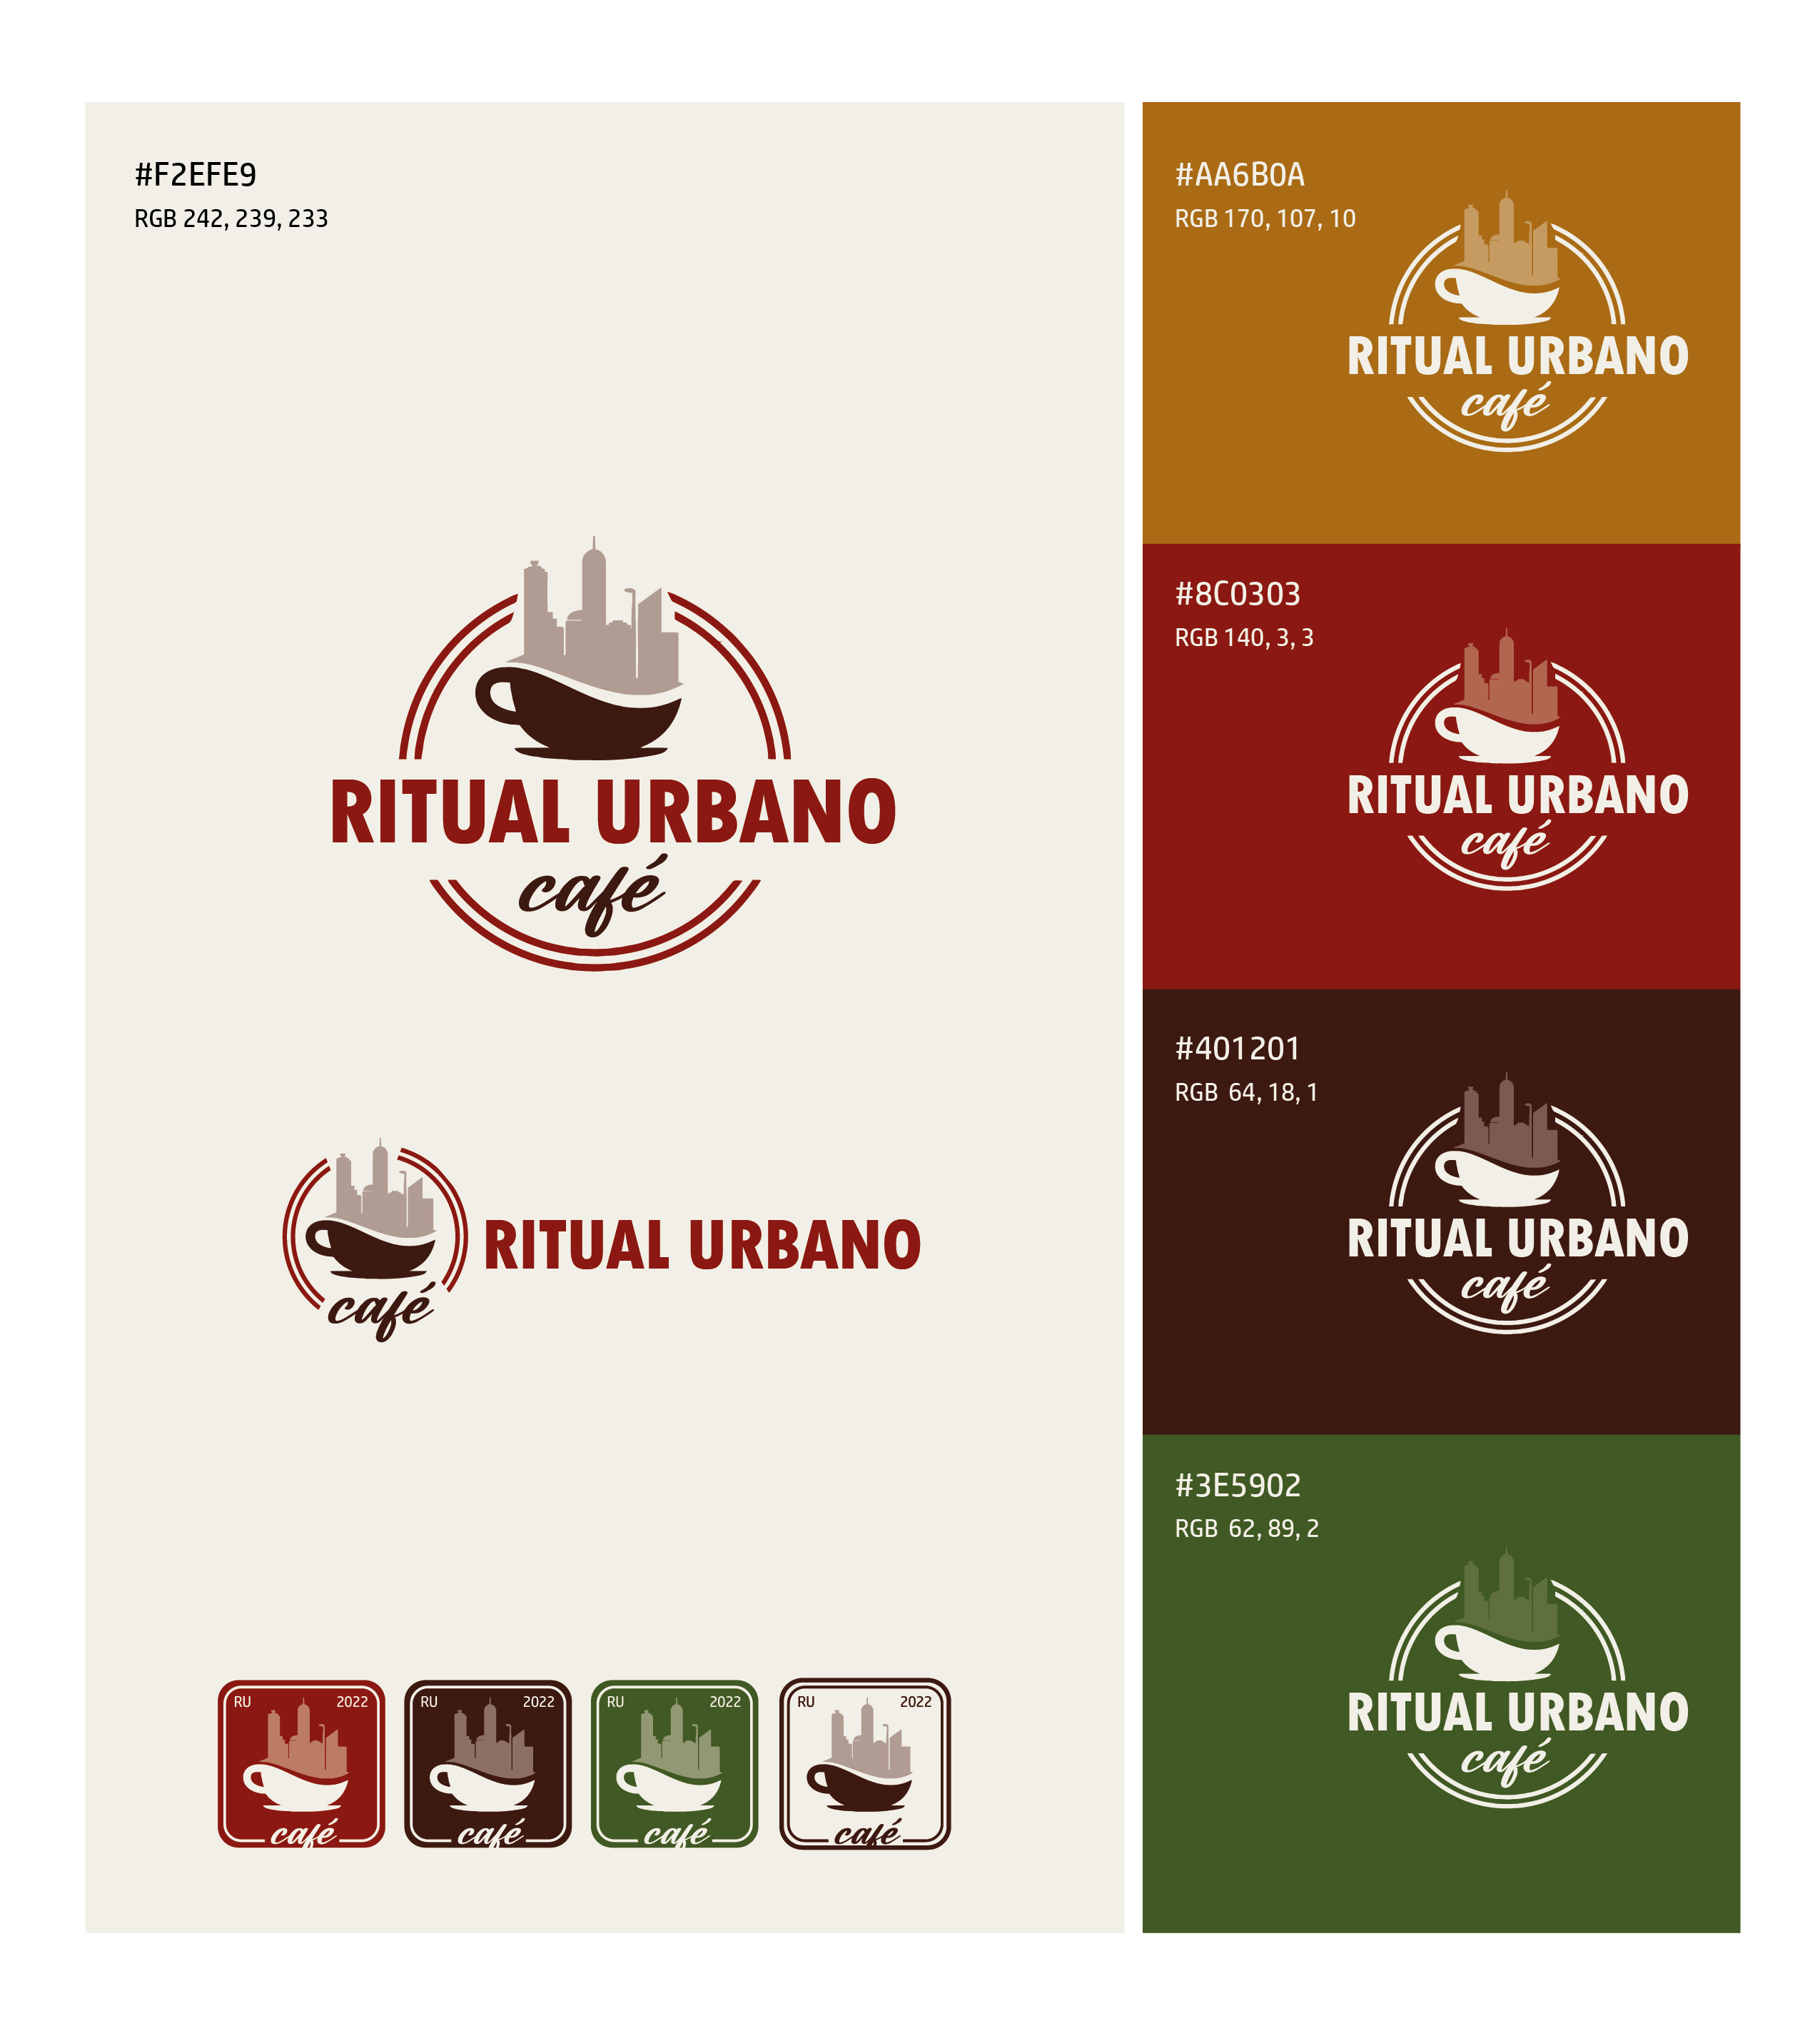 #F2EFE9
RGB 242, 239, 233
RITUAL URBANO
café
RITUAL URBANO
café
RU 2022
café
RU 2022
café
RU 2022
café
RU 2022
café
#AA6B0A
RGB 170, 107, 10
RITUAL URBANO
café
#8C0303
RGB 140, 3, 3
RITUAL URBANO
café
#401201
RGB 64, 18, 1
RITUAL URBANO
café
#3E5902
RGB 62, 89, 2
RITUAL URBANO
café